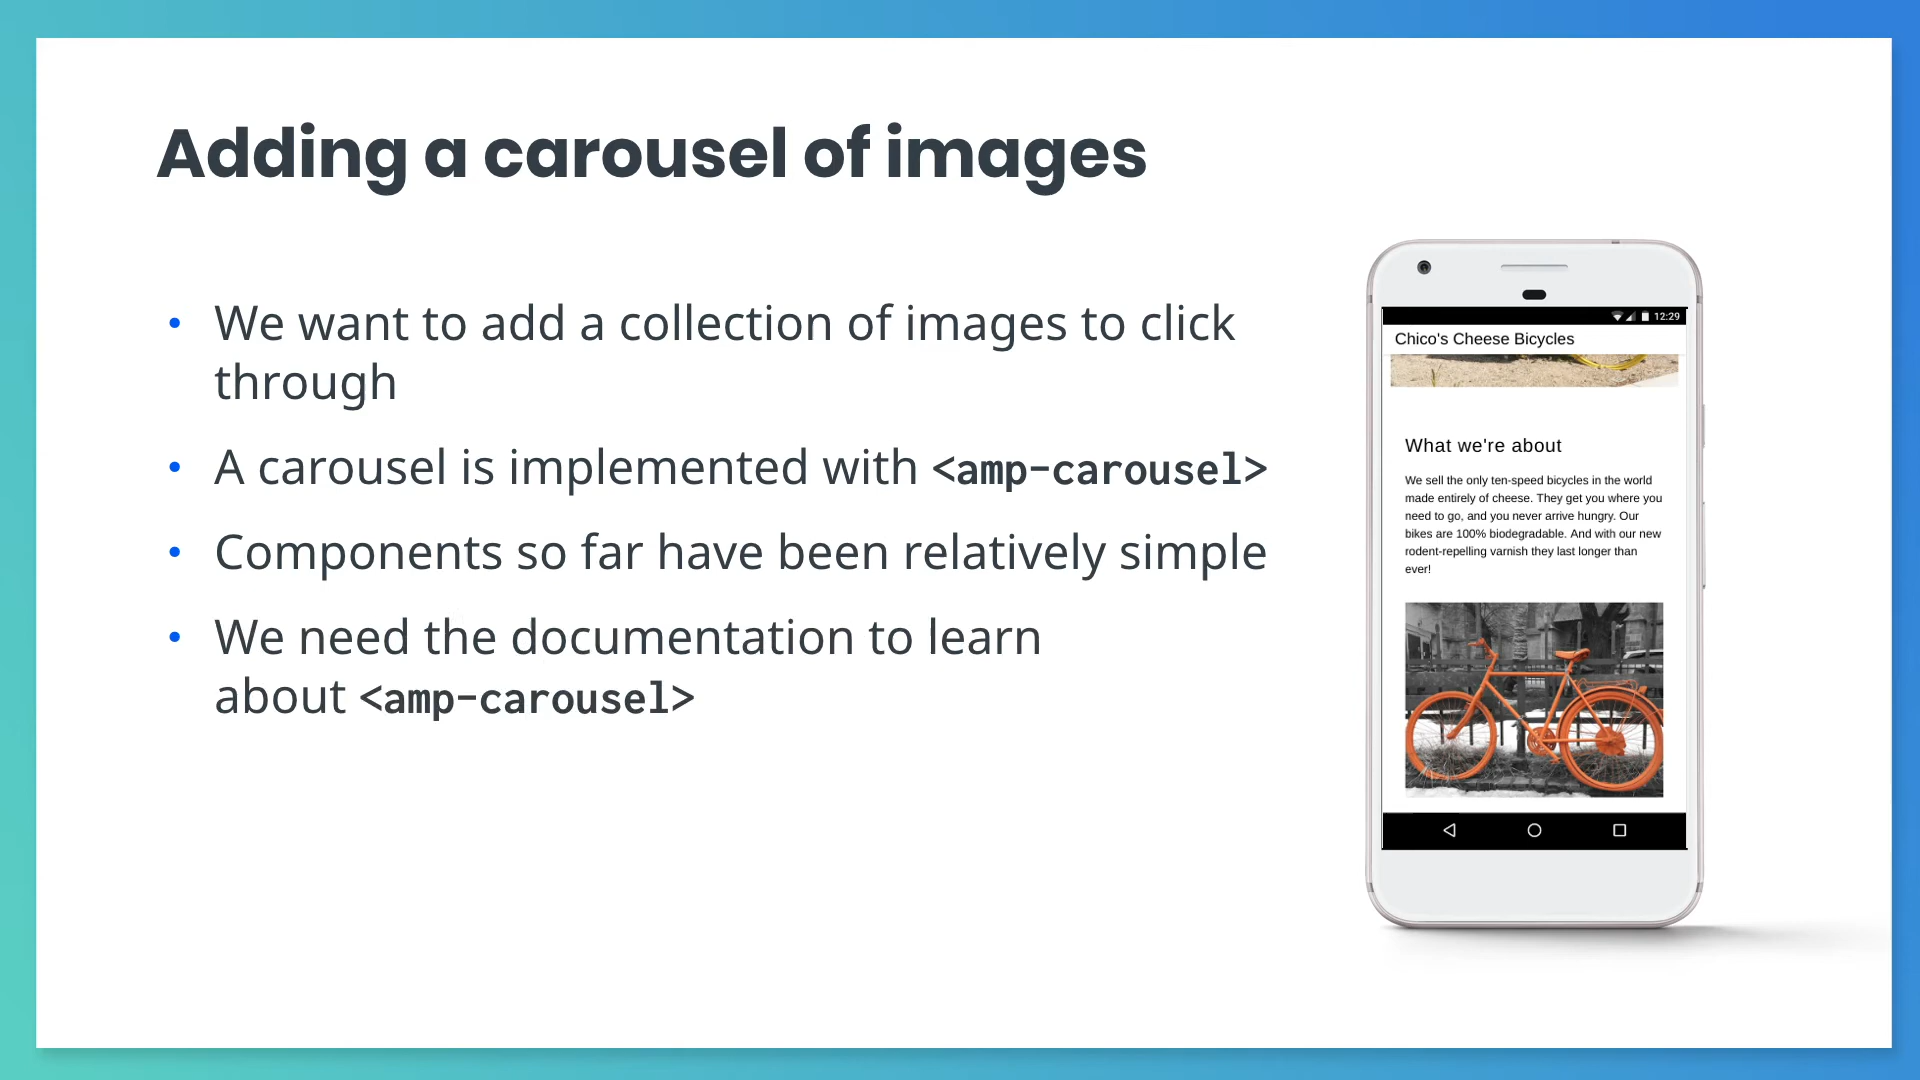 Adding a carousel of images
• We want to add a collection of images to click
through
• A carousel is implemented with <amp-carousel>
• Components so far have been relatively simple
• We need the documentation to learn
about <amp-carousel>
12:29
Chico's Cheese Bicycles
What we're about
We sell the only ten-speed bicycles in the world
made entirely of cheese. They get you where you
need to go, and you never arrive hungry. Our
bikes are 100% biodegradable. And with our new
rodent-repelling varnish they last longer than
ever!